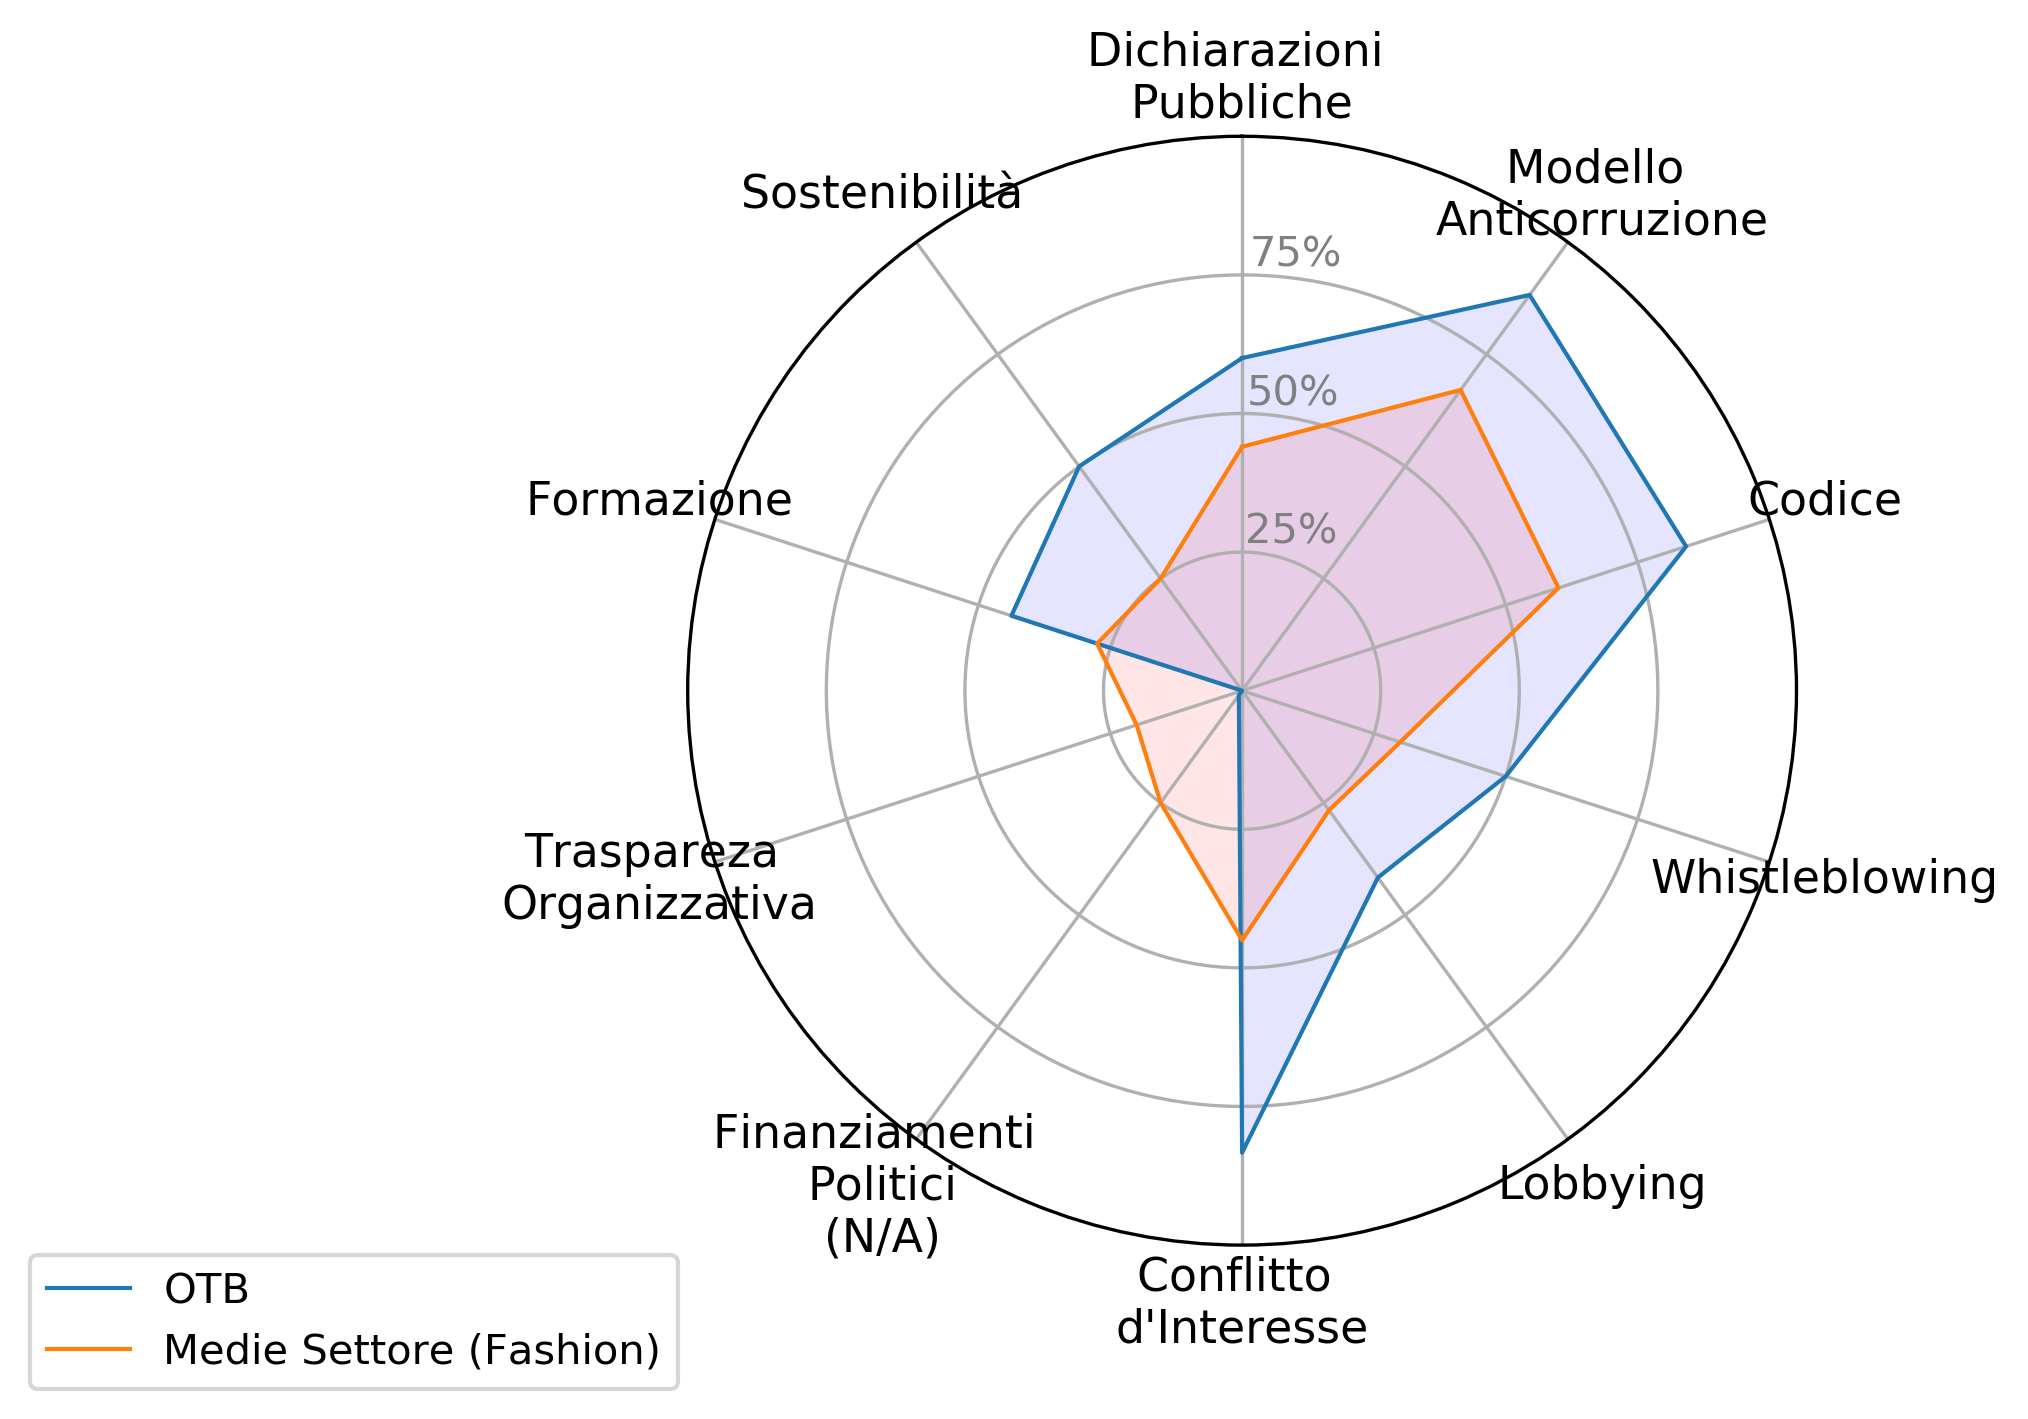 Dichiarazioni
Pubbliche
Modello
Anticorruzione
Sostenibilità
75%
50%
Formazione
Codice
25%
Traspareza
Organizzativa
Whistleblowing
Finanziamenti
Politici
(N/A)
Lobbying
Conflitto
d'Interesse
OTB
Medie Settore (Fashion)